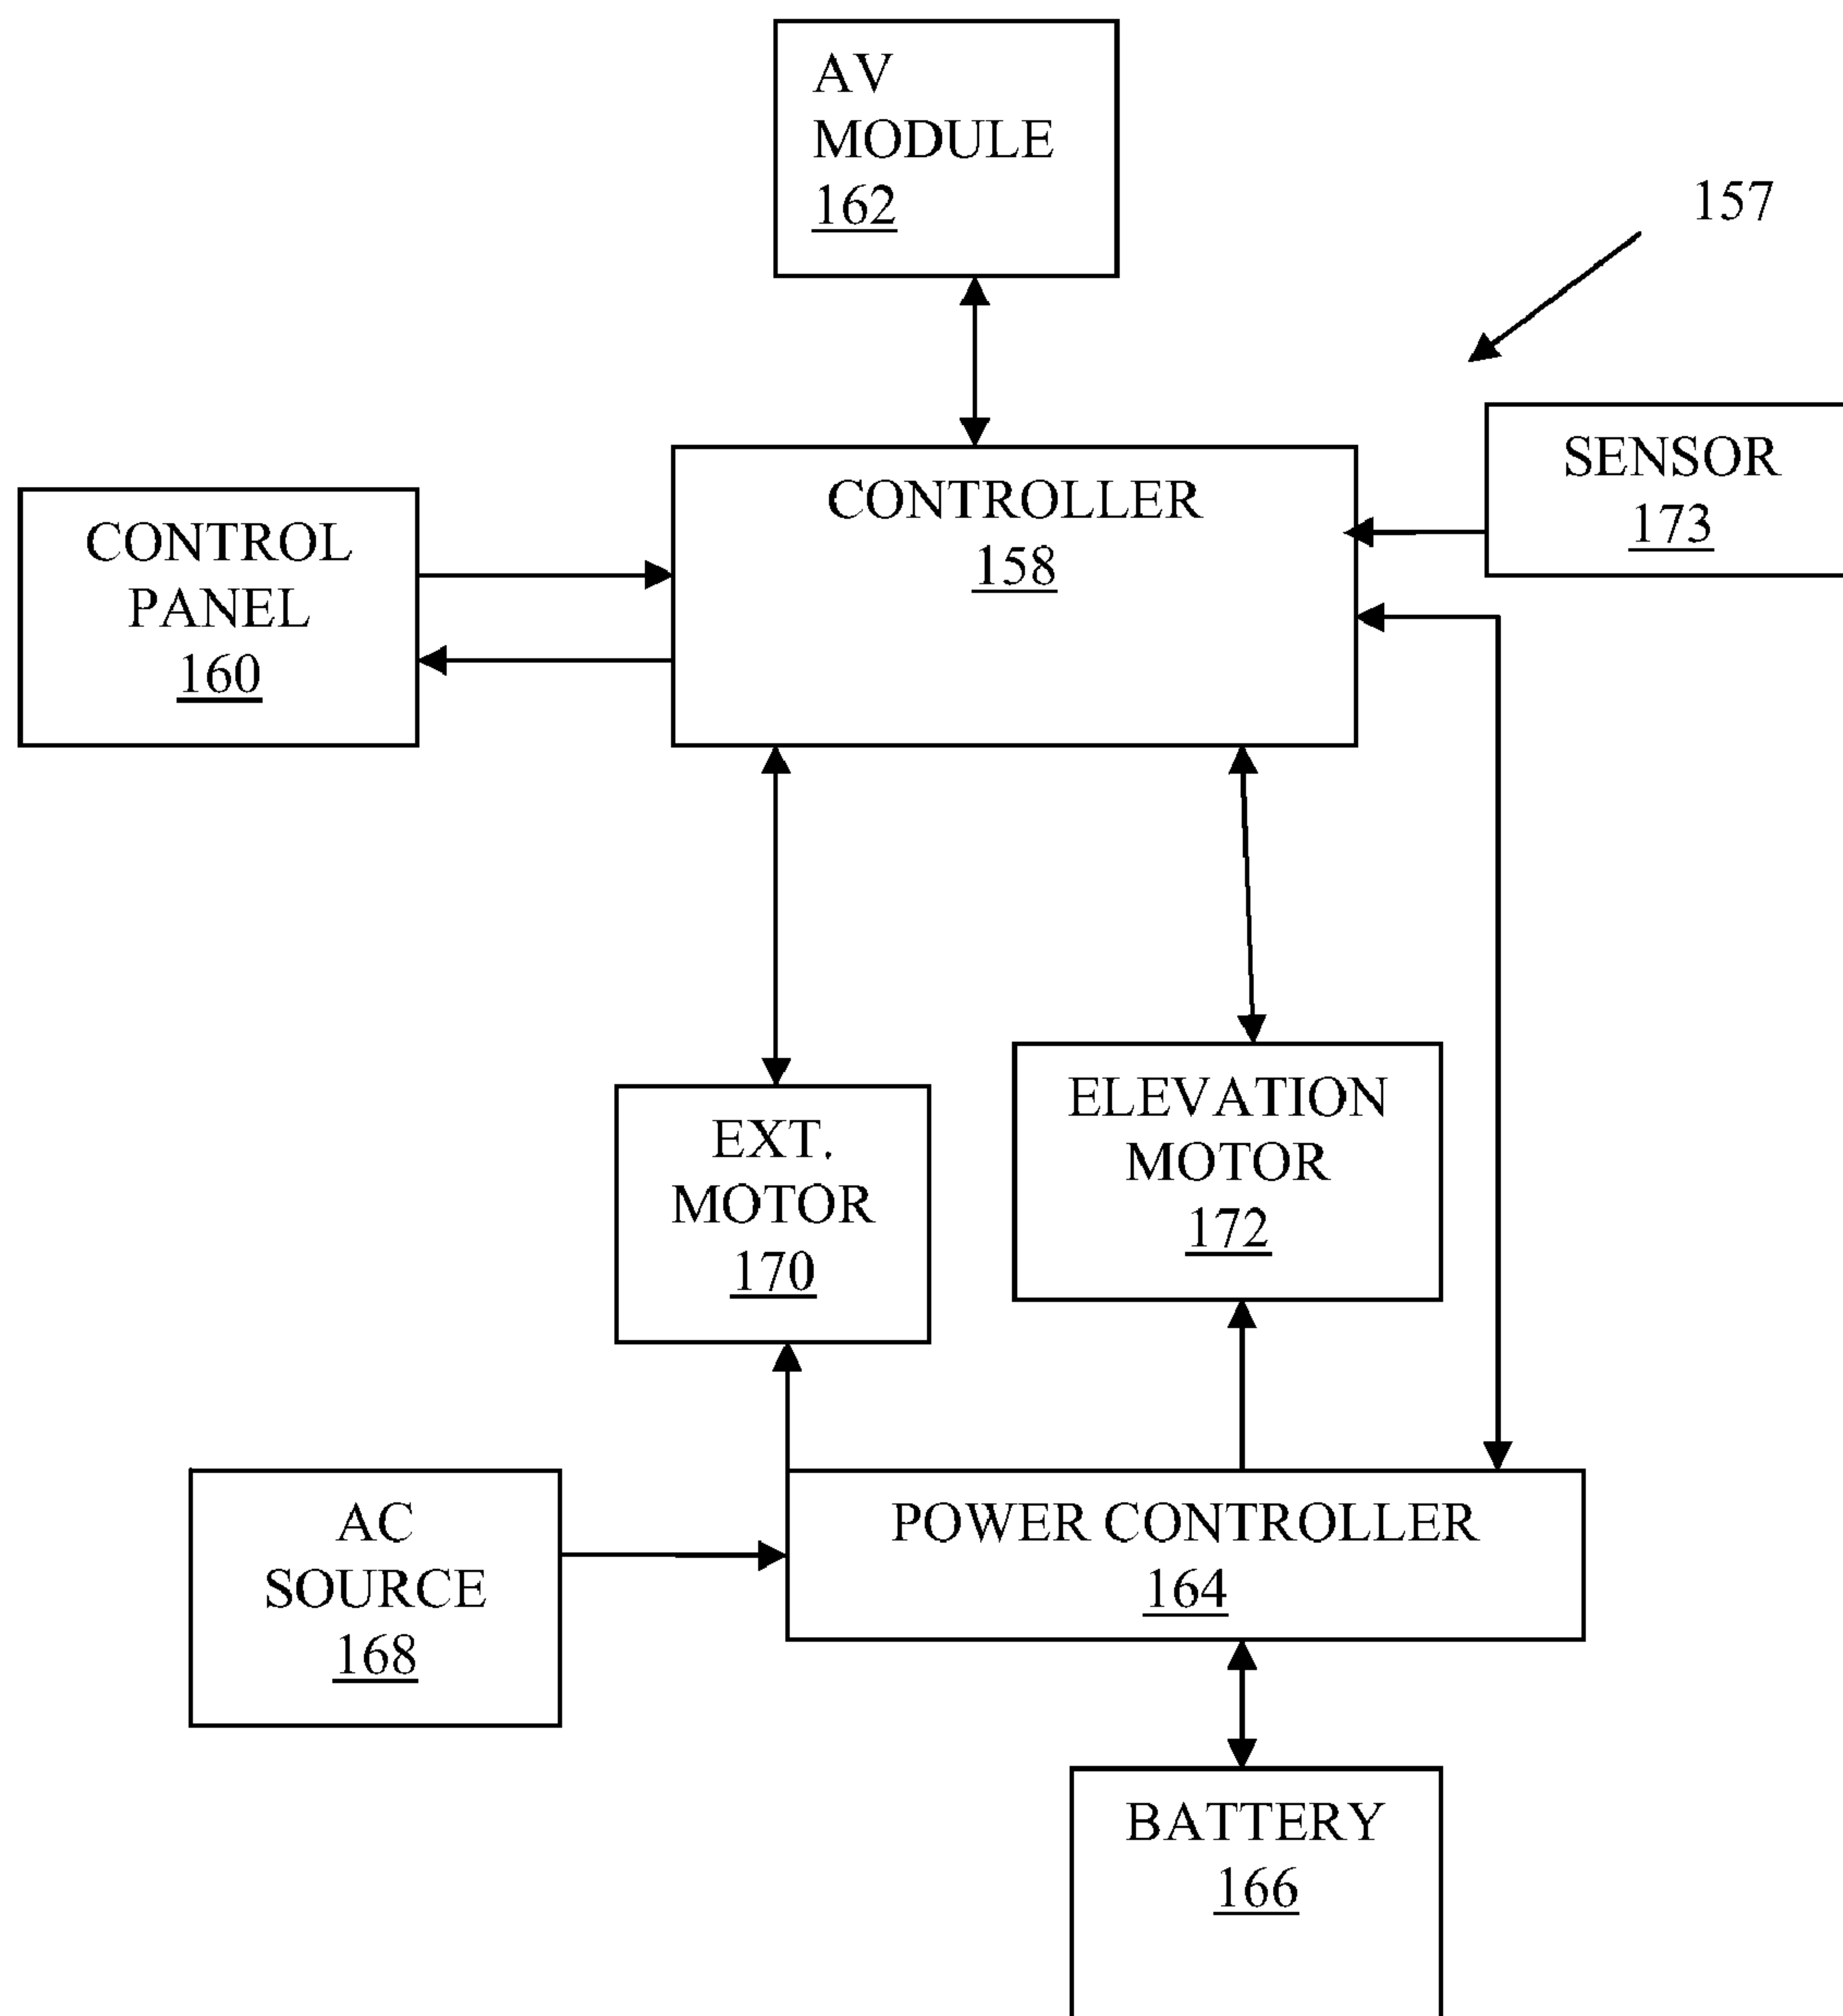 AV
MODULE
162
157
SENSOR
173
CONTROLLER
158
CONTROL
PANEL
160
EXT.
MOTOR
170
ELEVATION
MOTOR
172
AC
SOURCE
168
POWER CONTROLLER
164
BATTERY
166